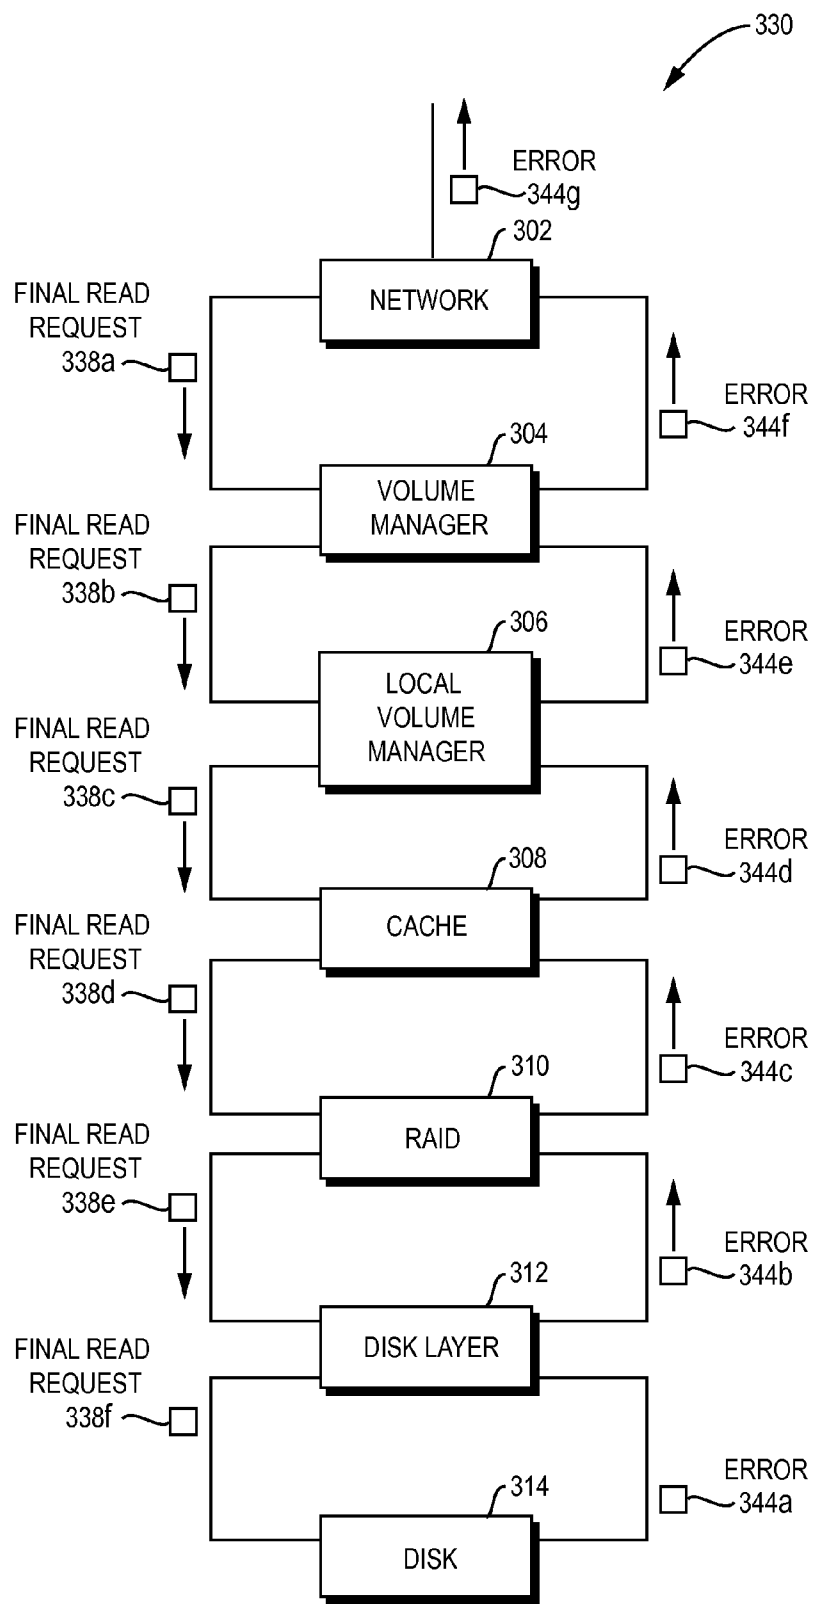 330
ERROR
344g
302
NETWORK
FINAL READ
REQUEST
338a
ERROR
344f
304
VOLUME
MANAGER
FINAL READ
REQUEST
338b
ERROR
344e
306
LOCAL
VOLUME
MANAGER
FINAL READ
REQUEST
338c
ERROR
344d
308
CACHE
FINAL READ
REQUEST
338d
ERROR
344c
310
RAID
FINAL READ
REQUEST
338e
ERROR
344b
312
DISK LAYER
FINAL READ
REQUEST
338f
ERROR
344a
314
DISK